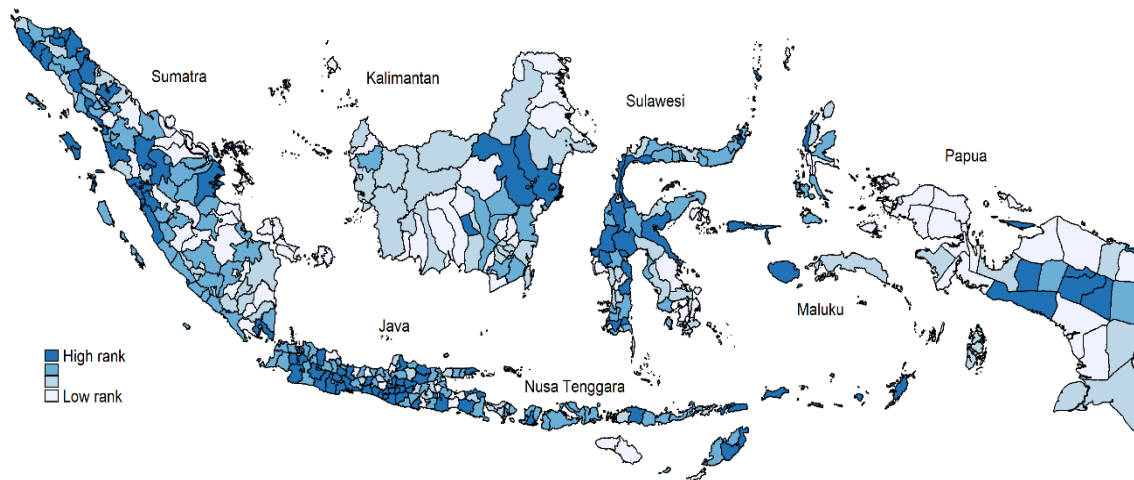 Sumatra
Kalimantan
Sulawesi
Papua
Maluku
Java
Nusa Tenggara
High rank
Low rank